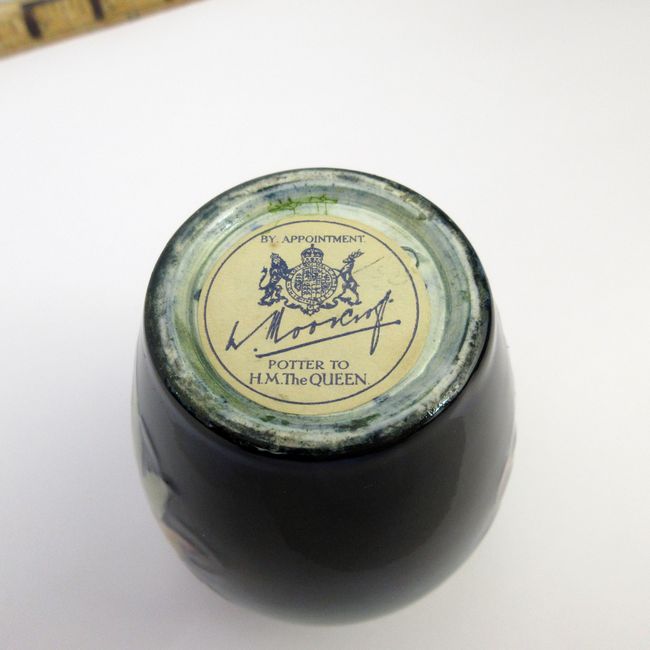 BY APPOINTMENT.
W. Moorcroft
POTTER TO
H.M.The QUEEN.